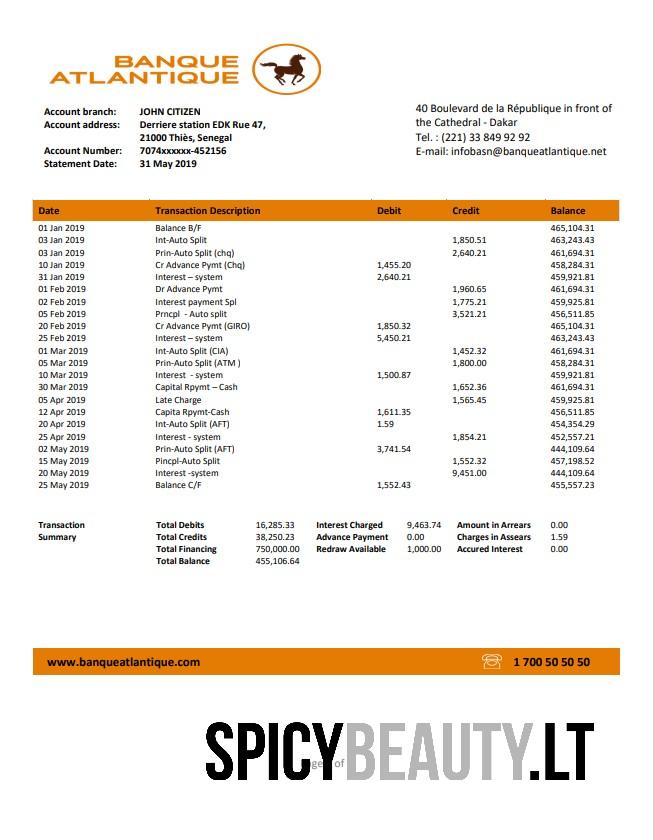 BANQUE
ATLANTIQUE
Account branch: JOHN CITIZEN
Account address: Derriere station EDK Rue 47,
21000 Thiès, Senegal
Account Number: 7074xxxxxx-452156
Statement Date: 31 May 2019
40 Boulevard de la République in front of
the Cathedral - Dakar
Tel. : (221) 33 849 92 92
E-mail: infobasn@banqueatlantique.net
Date Transaction Description Debit Credit Balance
01 Jan 2019 Balance B/F 465,104.31
03 Jan 2019 Int-Auto Split 1,850.51 463,243.43
03 Jan 2019 Prin-Auto Split (chq) 2,640.21 461,694.31
10 Jan 2019 Cr Advance Pymt (Chq) 1,455.20 458,284.31
31 Jan 2019 Interest – system 2,640.21 459,921.81
01 Feb 2019 Dr Advance Pymt 1,960.65 461,694.31
02 Feb 2019 Interest payment Spl 1,775.21 459,925.81
05 Feb 2019 Prncpl - Auto split 3,521.21 456,511.85
20 Feb 2019 Cr Advance Pymt (GIRO) 1,850.32 465,104.31
25 Feb 2019 Interest – system 5,450.21 463,243.43
01 Mar 2019 Int-Auto Split (CIA) 1,452.32 461,694.31
05 Mar 2019 Prin-Auto Split (ATM ) 1,800.00 458,284.31
10 Mar 2019 Interest - system 1,500.87 459,921.81
30 Mar 2019 Capital Rpymt – Cash 1,652.36 461,694.31
05 Apr 2019 Late Charge 1,565.45 459,925.81
12 Apr 2019 Capita Rpymt-Cash 1,611.35 456,511.85
20 Apr 2019 Int-Auto Split (AFT) 1.59 454,354.29
25 Apr 2019 Interest - system 1,854.21 452,557.21
02 May 2019 Prin-Auto Split (AFT) 3,741.54 444,109.64
15 May 2019 Pincpl-Auto Split 1,552.32 457,198.52
20 May 2019 Interest -system 9,451.00 444,109.64
25 May 2019 Balance C/F 1,552.43 455,557.23
Transaction Total Debits 16,285.33 Interest Charged 9,463.74 Amount in Arrears 0.00
Summary Total Credits 38,250.23 Advance Payment 0.00 Charges in Assears 1.59
Total Financing 750,000.00 Redraw Available 1,000.00 Accured Interest 0.00
Total Balance 455,106.64
www.banqueatlantique.com 1 700 50 50 50
SPICYBEAUTY.LT
of